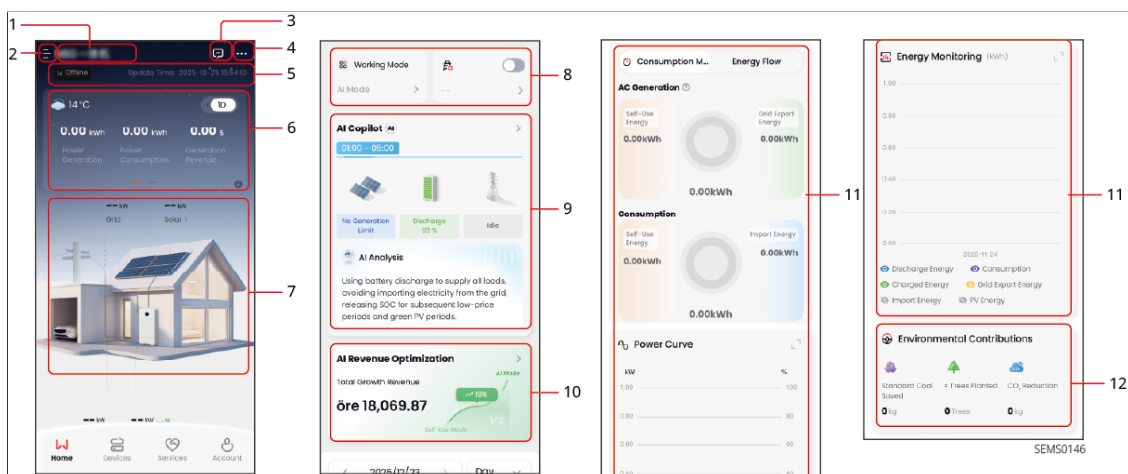 1
2
3
4
5
6
7
Offline
Update Time: 2025-10-25 10:54:10
14°C
1D
0.00 kWh
0.00 kWh
0.00 s
Power Generation
Power Consumption
Generation Revenue
-- kW
-- kW
Grid
Solar
-- kW
-- kW
Home
Devices
Services
Account
8
9
10
Working Mode
AI Mode
--
AI Copilot AI
01:00 - 05:00
No Generation Limit
Discharge
Idle
AI Analysis
Using battery discharge to supply all loads,
avoiding importing electricity from the grid,
releasing SOC for subsequent low-price
periods and green PV periods.
AI Revenue Optimization
Total Growth Revenue
öre 18,069.87
AI Mode
VS
Self-Use Mode
2025/12/23
Day
11
Consumption M...
Energy Flow
AC Generation
Self-Use Energy
0.00kWh
Grid Export Energy
0.00kWh
0.00kWh
Consumption
Self-Use Energy
0.00kWh
Import Energy
0.00kWh
0.00kWh
Power Curve
kW
%
1.00
100
0.80
80
0.60
60
0.40
40
11
12
Energy Monitoring (kWh)
1.00
0.80
0.60
0.40
0.20
0.00
2025-11-24
Discharge Energy
Consumption
Charged Energy
Grid Export Energy
Import Energy
PV Energy
Environmental Contributions
Standard Coal Saved
≈ Trees Planted
CO₂ Reduction
0 kg
0 Trees
0 kg
SEMS0146